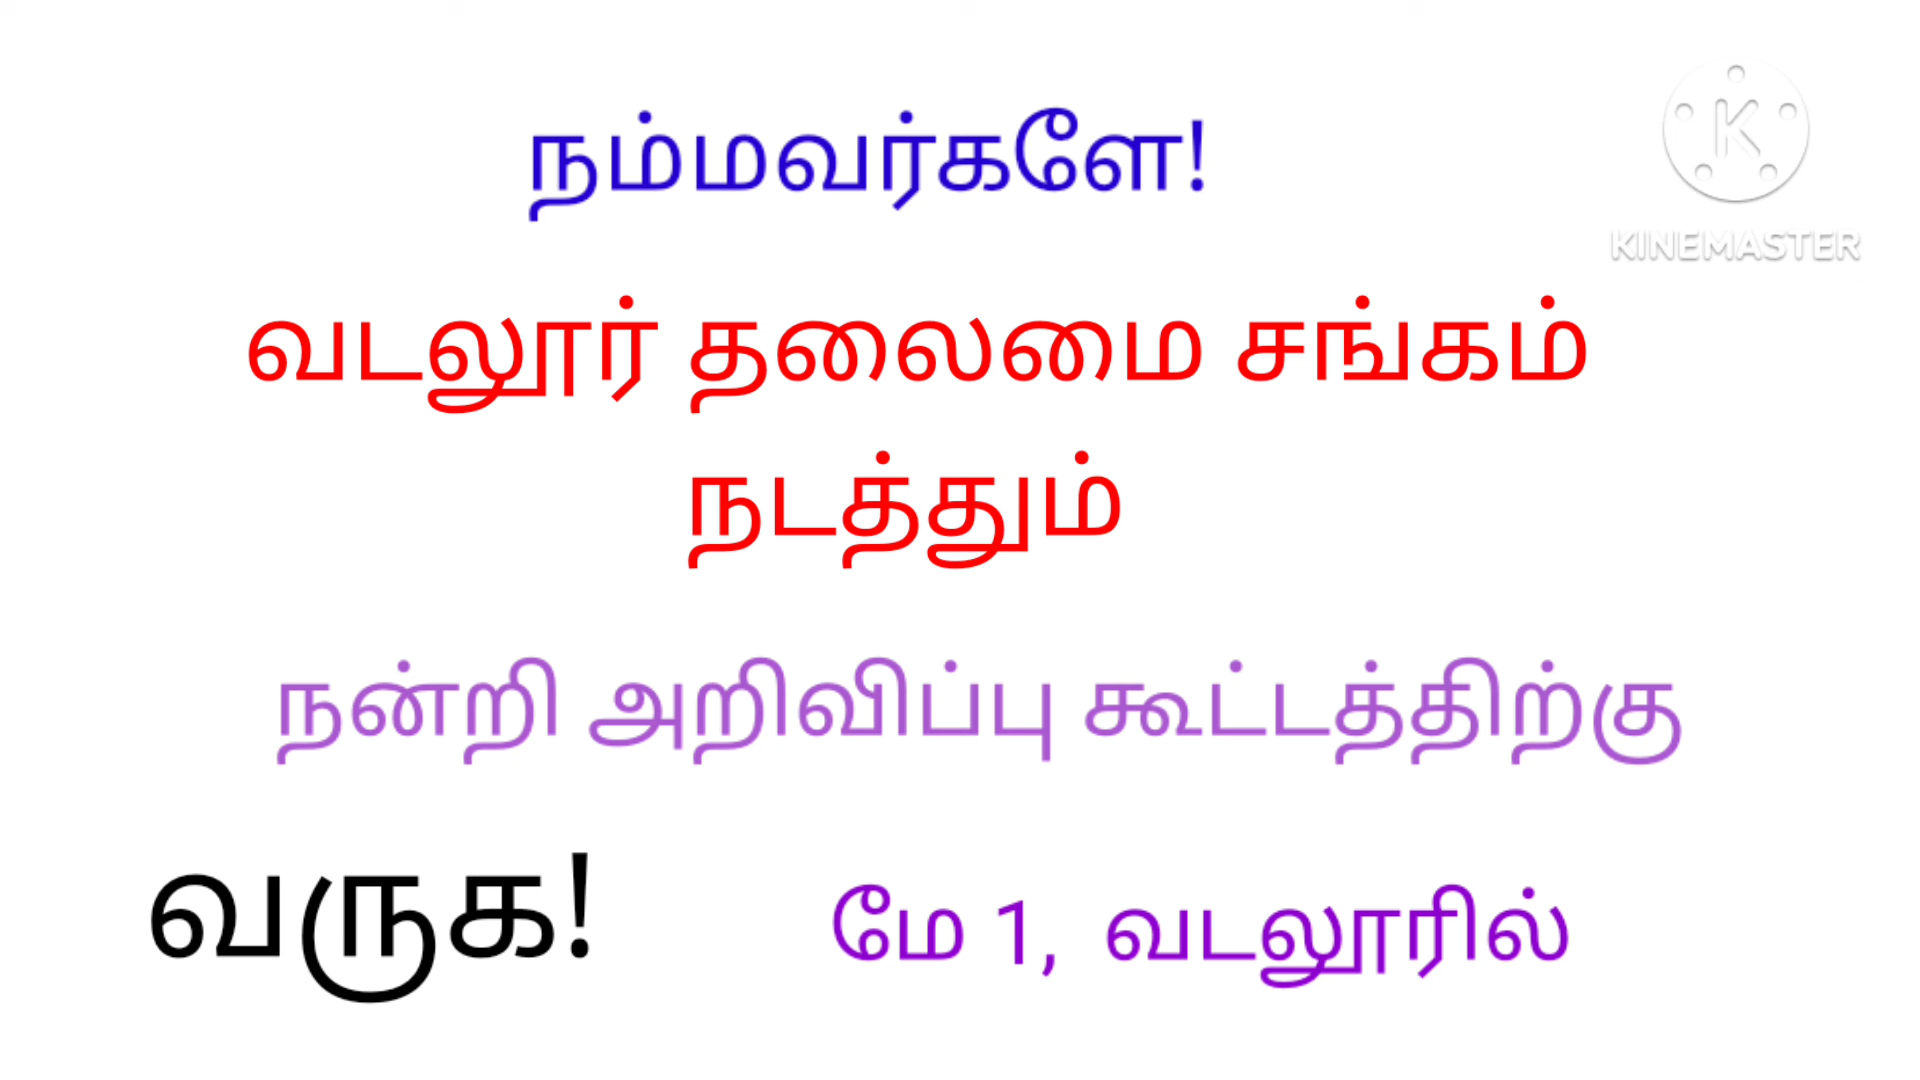 நம்மவர்களே!
KINEMASTER
வடலூர் தலைமை சங்கம்
நடத்தும்
நன்றி அறிவிப்பு கூட்டத்திற்கு
வருக! மே 1, வடலூரில்